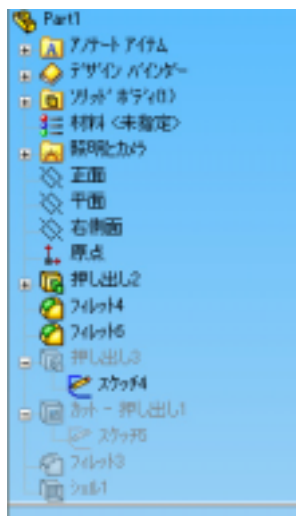 Part1
アノテート アイテム
デザイン バインダー
ソリッド ボディ(1)
材料 <未指定>
照明とカメラ
正面
平面
右側面
原点
押し出し2
フィレット4
フィレット6
押し出し3
スケッチ4
カット - 押し出し1
スケッチ5
フィレット3
シェル1